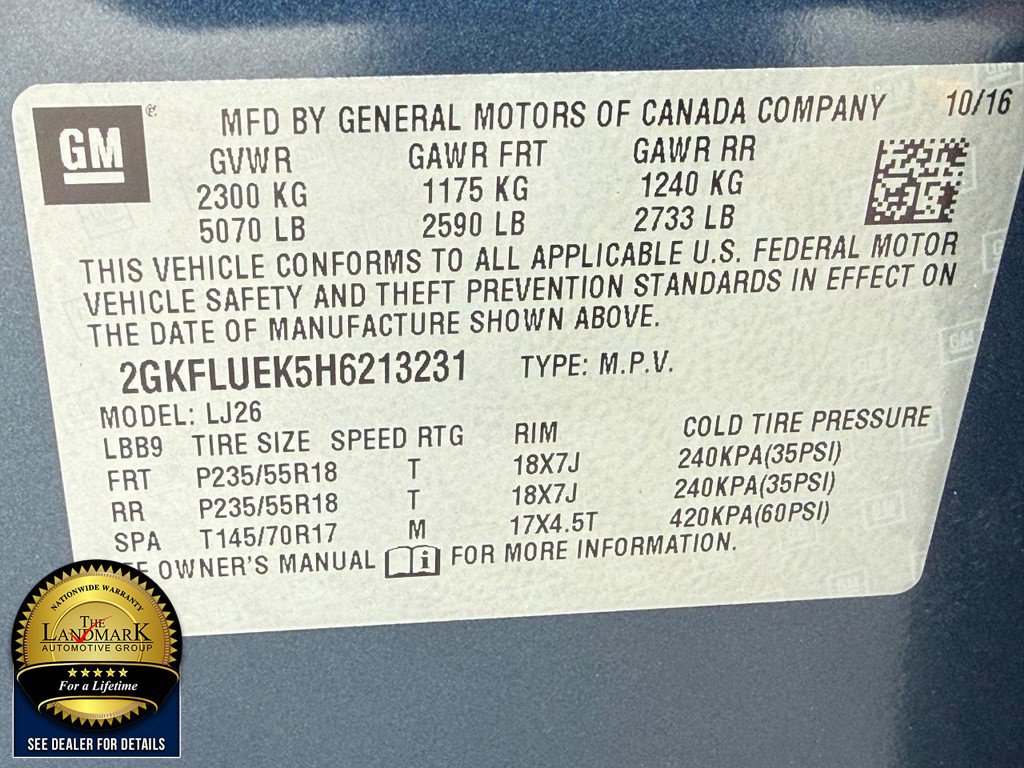 GM ®
MFD BY GENERAL MOTORS OF CANADA COMPANY 10/16
GVWR GAWR FRT GAWR RR
2300 KG 1175 KG 1240 KG
5070 LB 2590 LB 2733 LB
THIS VEHICLE CONFORMS TO ALL APPLICABLE U.S. FEDERAL MOTOR
VEHICLE SAFETY AND THEFT PREVENTION STANDARDS IN EFFECT ON
THE DATE OF MANUFACTURE SHOWN ABOVE.
2GKFLUEK5H6213231 TYPE: M.P.V.
MODEL: LJ26
LBB9 TIRE SIZE SPEED RTG RIM COLD TIRE PRESSURE
FRT P235/55R18 T 18X7J 240KPA(35PSI)
RR P235/55R18 T 18X7J 240KPA(35PSI)
SPA T145/70R17 M 17X4.5T 420KPA(60PSI)
OWNER'S MANUAL i FOR MORE INFORMATION.
NATIONWIDE WARRANTY
THE
LANDMARK
AUTOMOTIVE GROUP
For a Lifetime
SEE DEALER FOR DETAILS